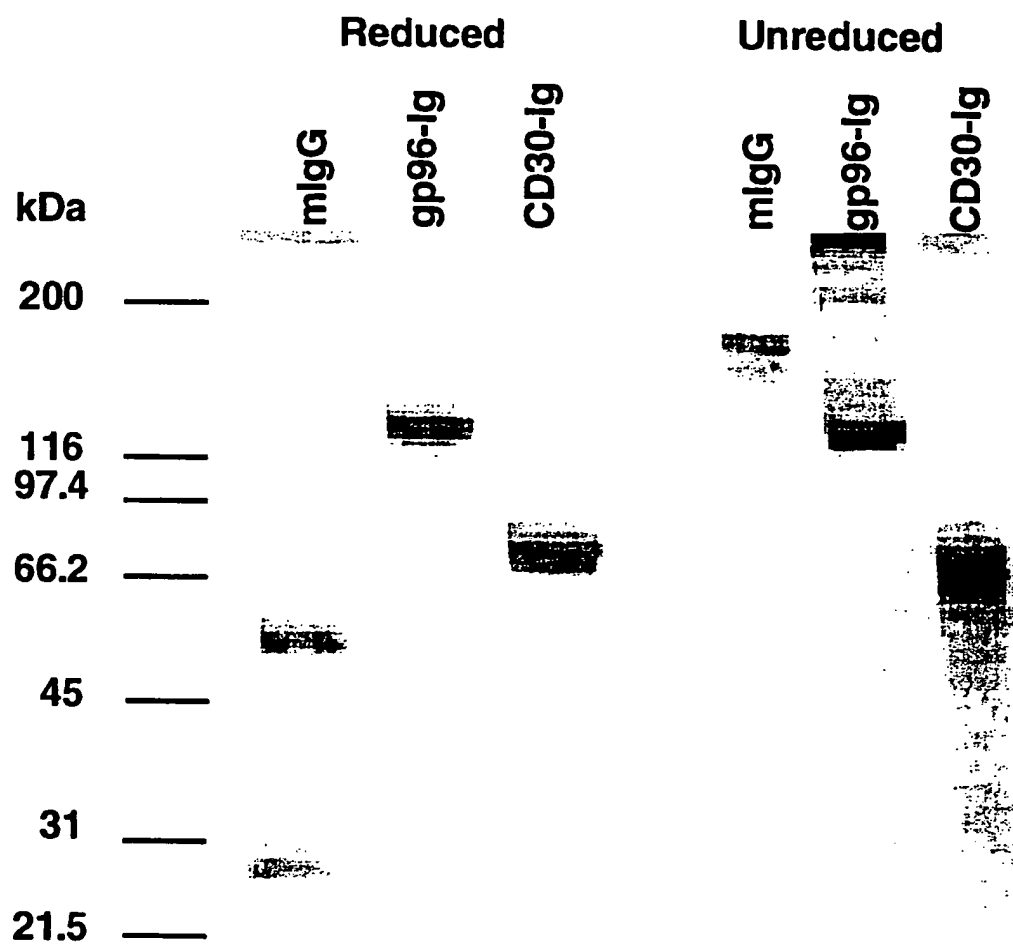 Reduced
Unreduced
mIgG
gp96-Ig
CD30-Ig
mIgG
gp96-Ig
CD30-Ig
kDa
200
116
97.4
66.2
45
31
21.5